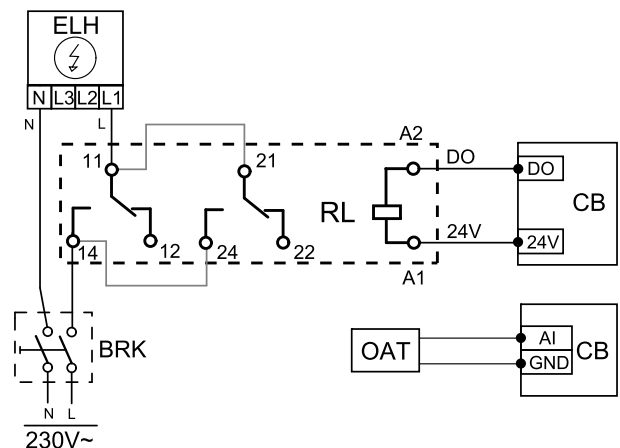 ELH
N L3 L2 L1
N L
A2
11 21 DO
DO
CB
RL
24V
24V
14 12 24 22
A1
BRK
AI
OAT
GND
CB
N L
230V~